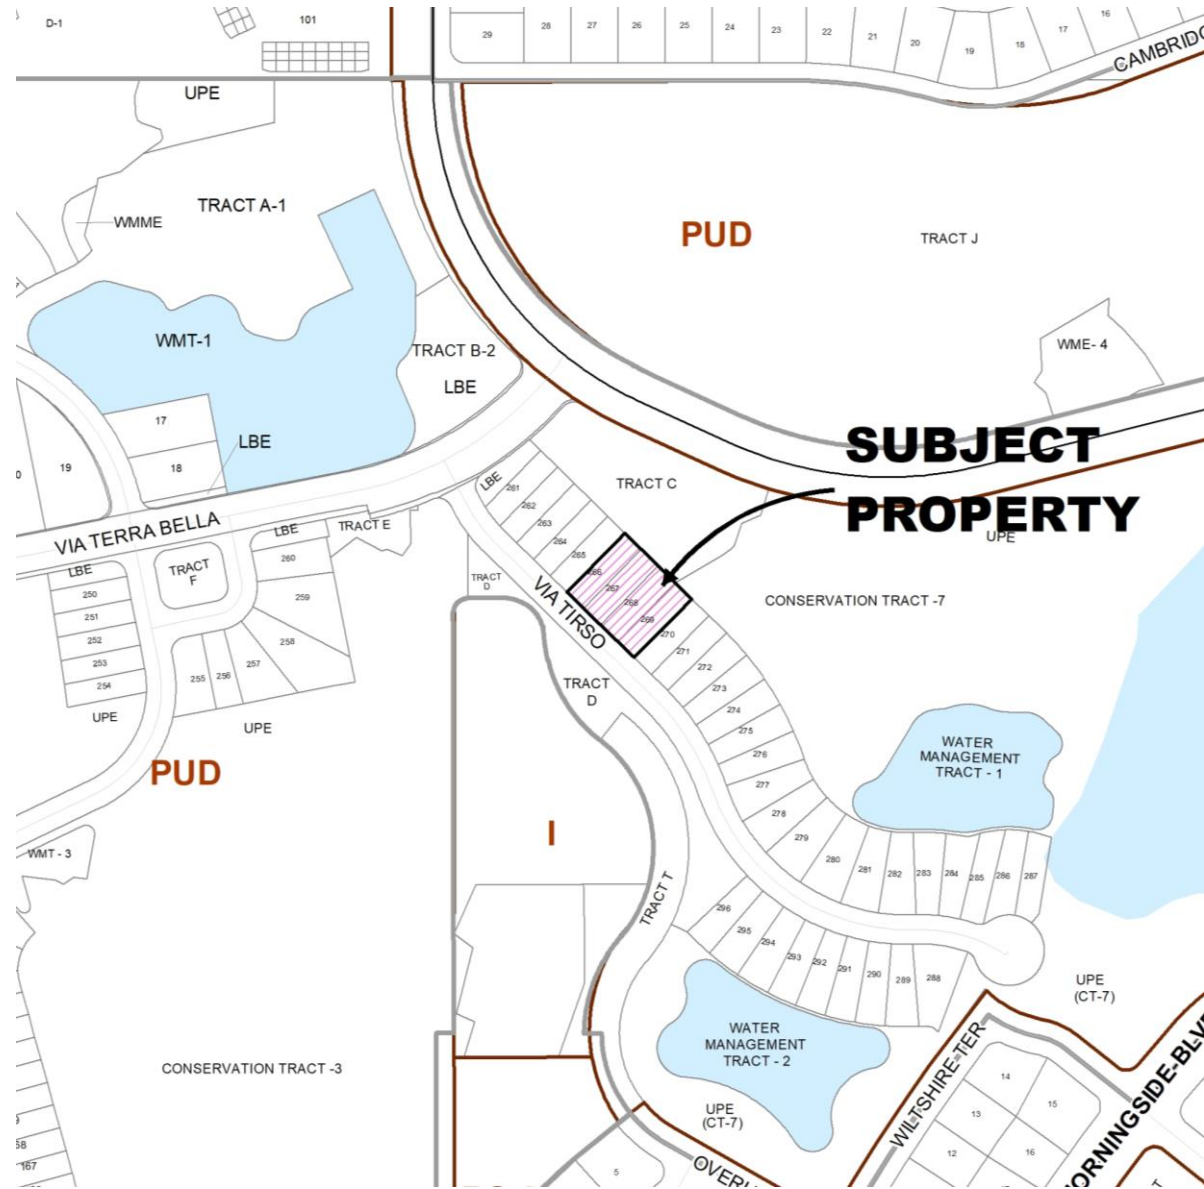 D-1
101
29
28
27
26
25
24
23
22
21
20
19
18
17
16
UPE
TRACT A-1
WMME
PUD
TRACT J
WMT-1
TRACT B-2
LBE
WME- 4
17
18
19
LBE
SUBJECT
PROPERTY
UPE
LBE
261
262
263
264
265
266
267
268
269
270
271
272
273
274
275
276
277
278
279
280
281
282
283
284
285
286
287
TRACT C
VIA TERRA BELLA
LBE
TRACT E
260
259
258
257
256
255
TRACT
F
LBE
250
251
252
253
254
UPE
UPE
TRACT
D
VIA TIRSO
TRACT
D
CONSERVATION TRACT -7
WATER
MANAGEMENT
TRACT - 1
PUD
I
WMT - 3
TRACT T
296
295
294
293
292
291
290
289
288
UPE
(CT-7)
WATER
MANAGEMENT
TRACT - 2
CONSERVATION TRACT -3
UPE
(CT-7)
WILTSHIRE-TER
14
15
13
16
12
167
5